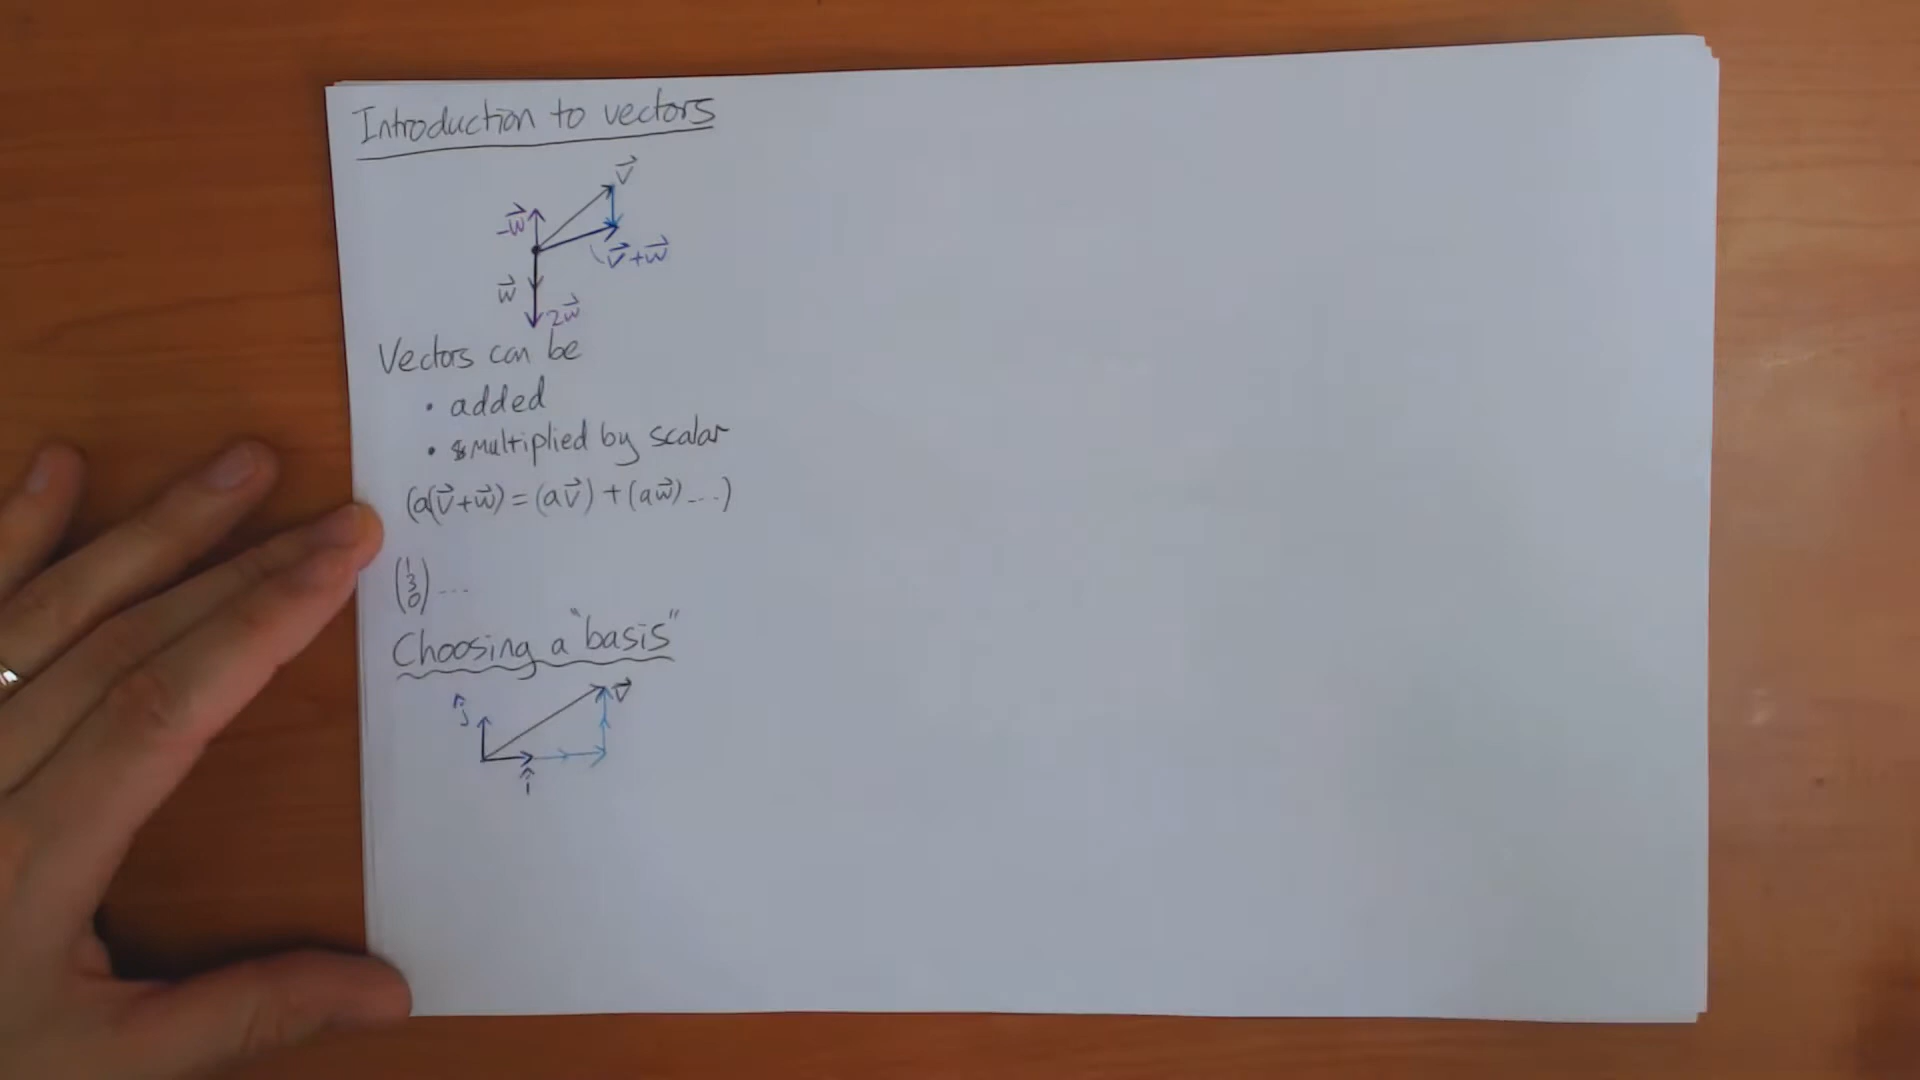 Introduction to vectors
v⃗
-w⃗
v⃗+w⃗
w⃗
2w⃗
Vectors can be
• added
• multiplied by scalar
(a(v⃗+w⃗) = (av⃗) + (aw⃗) ...)
(1
3
0) ...
Choosing a "basis"
v⃗
ĵ
î